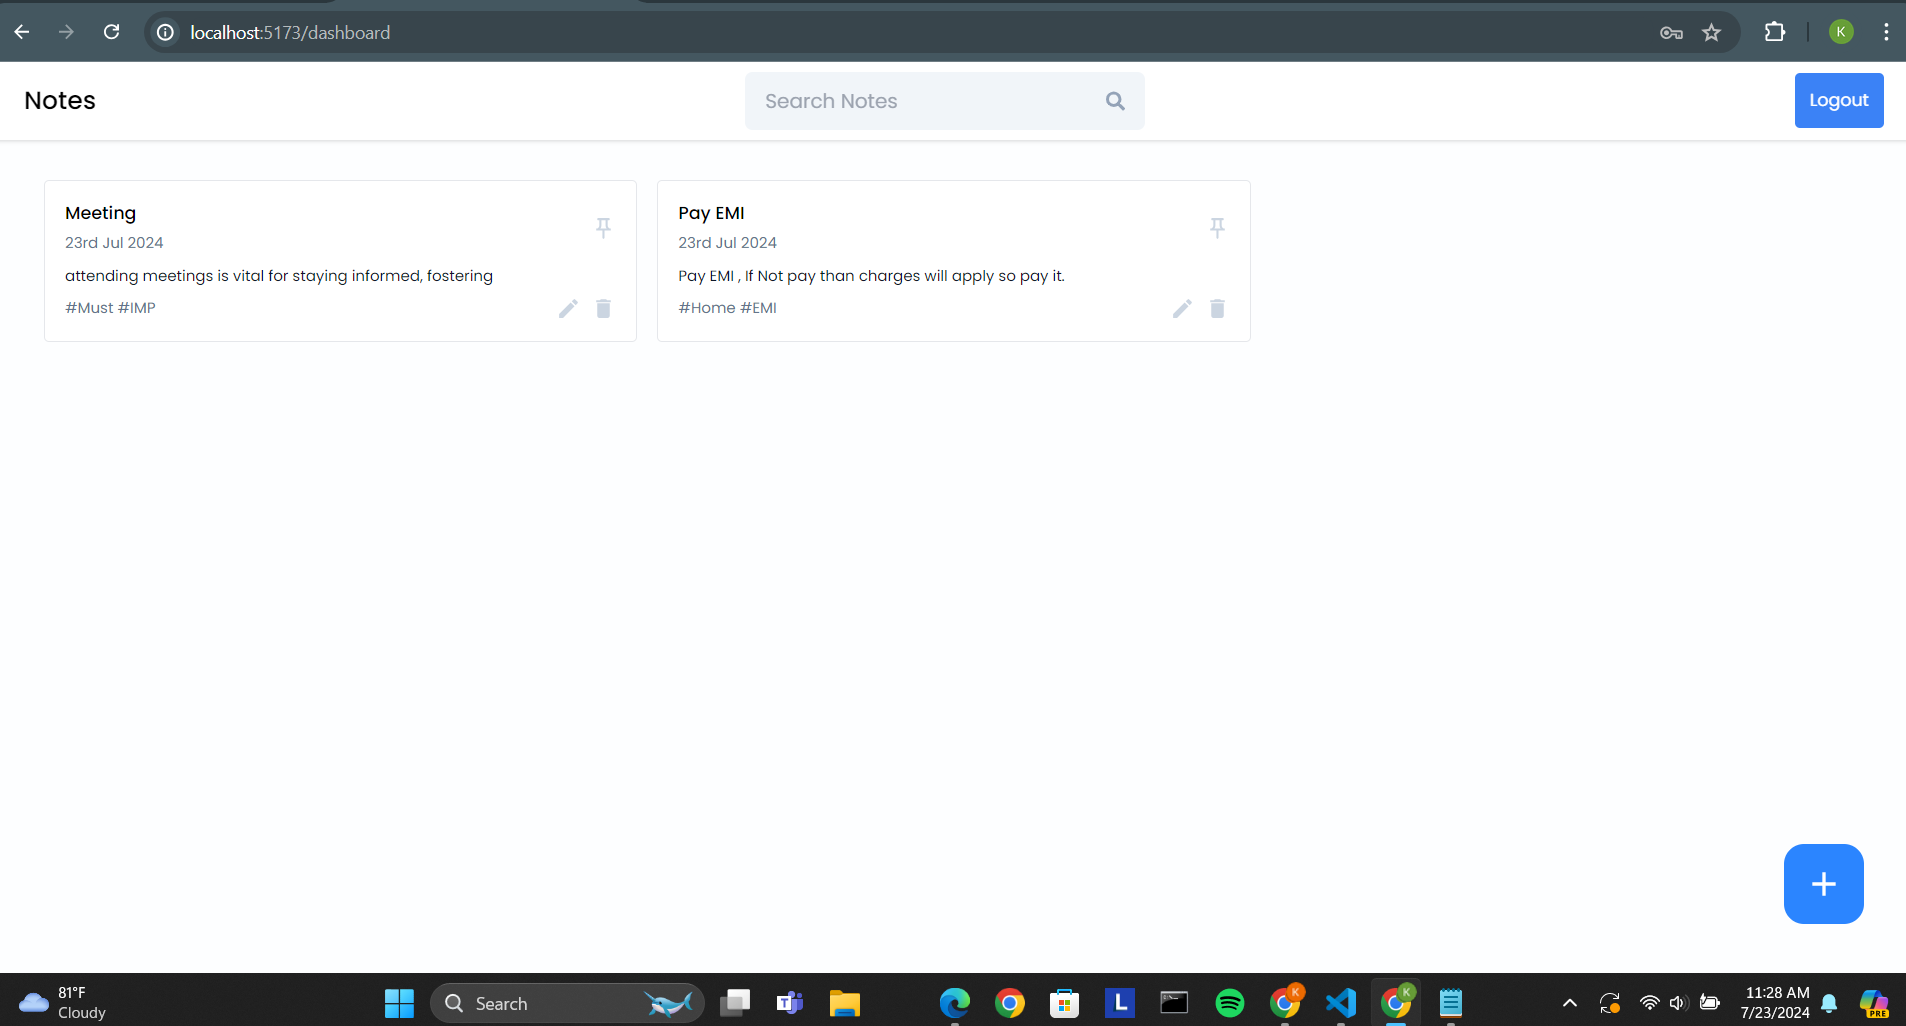 localhost:5173/dashboard
K
Notes
Search Notes
Logout
Meeting
23rd Jul 2024
attending meetings is vital for staying informed, fostering
#Must #IMP
Pay EMI
23rd Jul 2024
Pay EMI , If Not pay than charges will apply so pay it.
#Home #EMI
+
81°F
Cloudy
Search
T
L
K
K
11:28 AM
7/23/2024
PRE